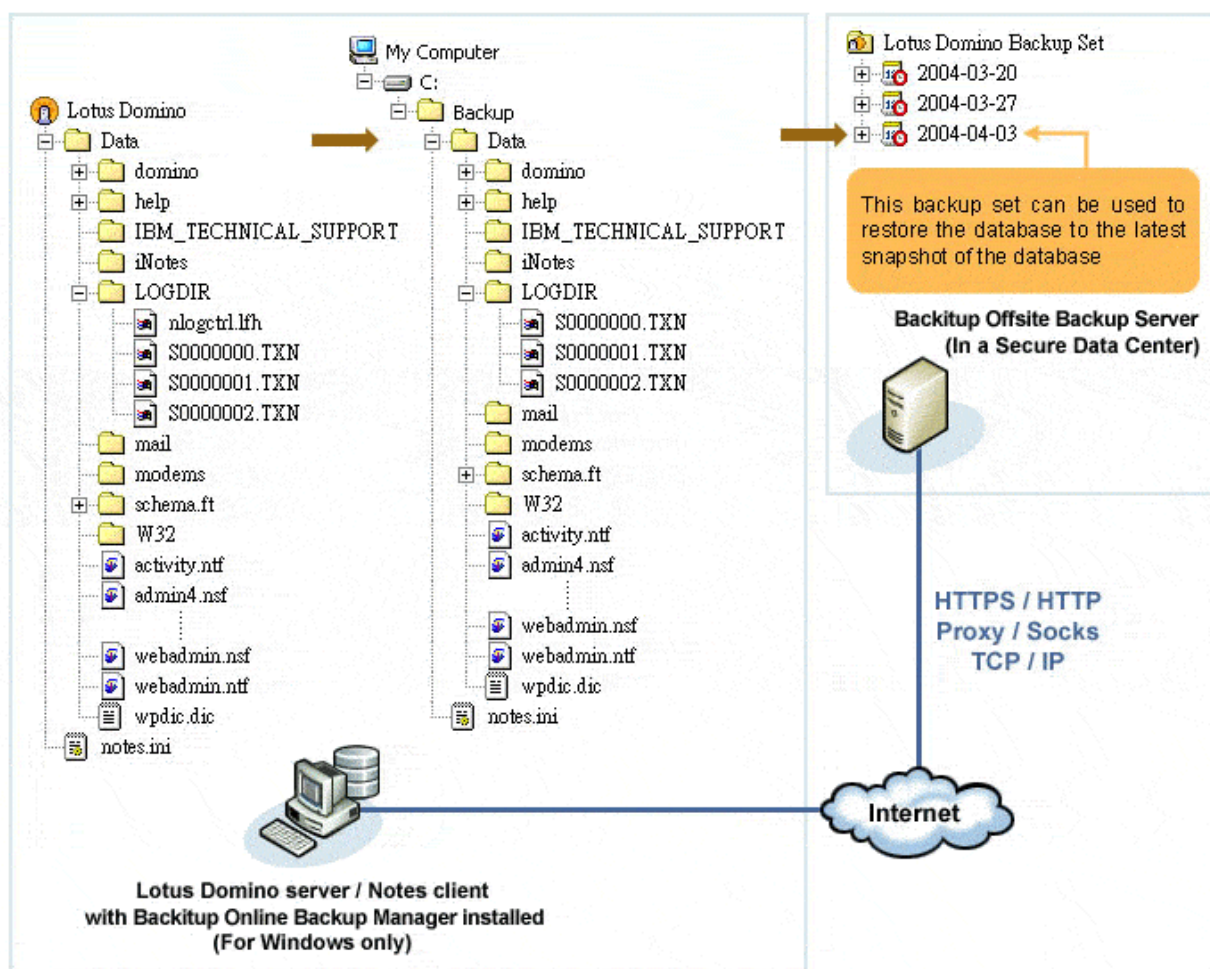 Lotus Domino
Data
domino
help
IBM_TECHNICAL_SUPPORT
iNotes
LOGDIR
nlogctrl.lfh
S0000000.TXN
S0000001.TXN
S0000002.TXN
mail
modems
schema.ft
W32
activity.ntf
admin4.nsf
webadmin.nsf
webadmin.ntf
wpdic.dic
notes.ini
My Computer
C:
Backup
Data
domino
help
IBM_TECHNICAL_SUPPORT
iNotes
LOGDIR
S0000000.TXN
S0000001.TXN
S0000002.TXN
mail
modems
schema.ft
W32
activity.ntf
admin4.nsf
webadmin.nsf
webadmin.ntf
wpdic.dic
notes.ini
Lotus Domino Backup Set
2004-03-20
2004-03-27
2004-04-03
This backup set can be used to
restore the database to the latest
snapshot of the database
Backitup Offsite Backup Server
(In a Secure Data Center)
HTTPS / HTTP
Proxy / Socks
TCP / IP
Internet
Lotus Domino server / Notes client
with Backitup Online Backup Manager installed
(For Windows only)